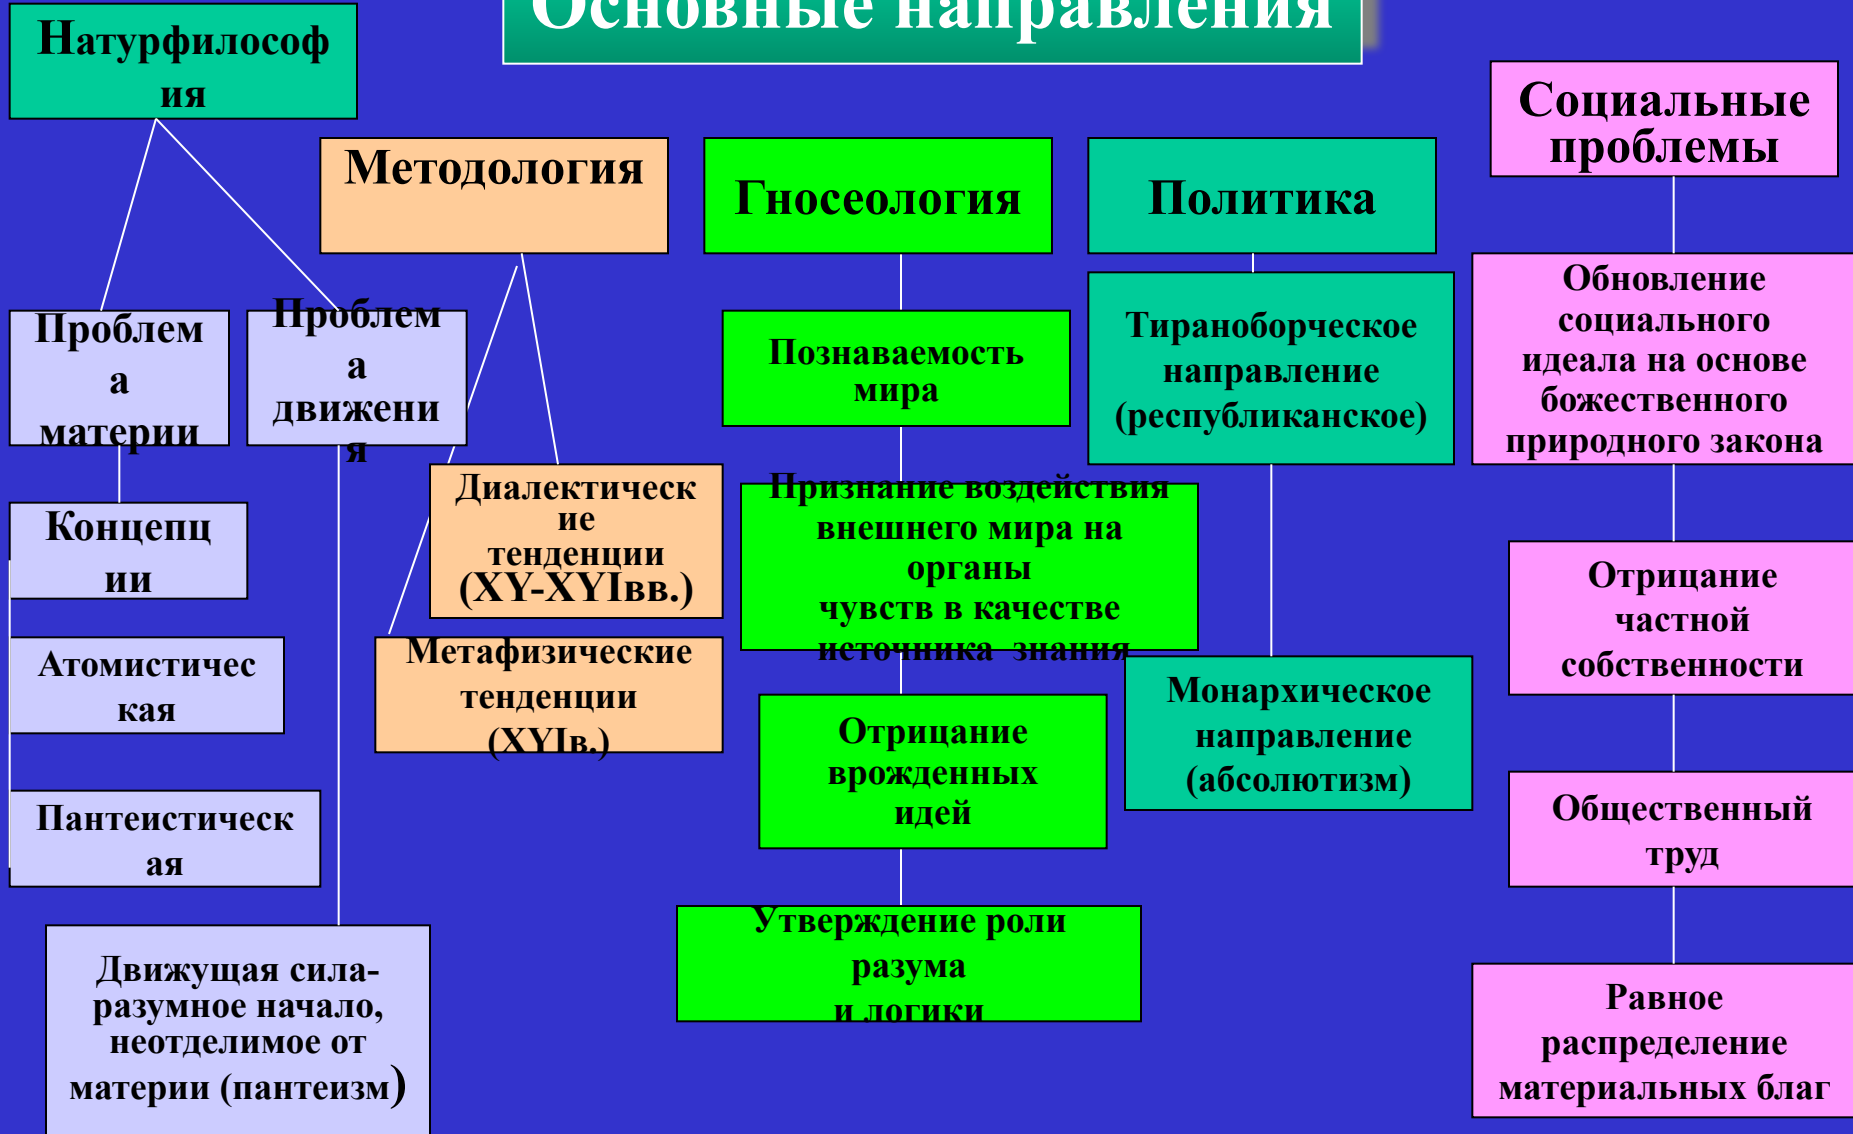 Основные направления
Натурфилософ
ия
Проблем
а
материи
Концепц
ии
Атомистичес
кая
Пантеистическ
ая
Проблем
а
движени
я
Движущая сила-
разумное начало,
неотделимое от
материи (пантеизм)
Методология
Диалектическ
ие
тенденции
(XY-XYIвв.)
Метафизические
тенденции
(XYIв.)
Гносеология
Познаваемость
мира
Признание воздействия
внешнего мира на
органы
чувств в качестве
источника знания
Отрицание
врожденных
идей
Утверждение роли
разума
и логики
Политика
Тираноборческое
направление
(республиканское)
Монархическое
направление
(абсолютизм)
Социальные
проблемы
Обновление
социального
идеала на основе
божественного
природного закона
Отрицание
частной
собственности
Общественный
труд
Равное
распределение
материальных благ